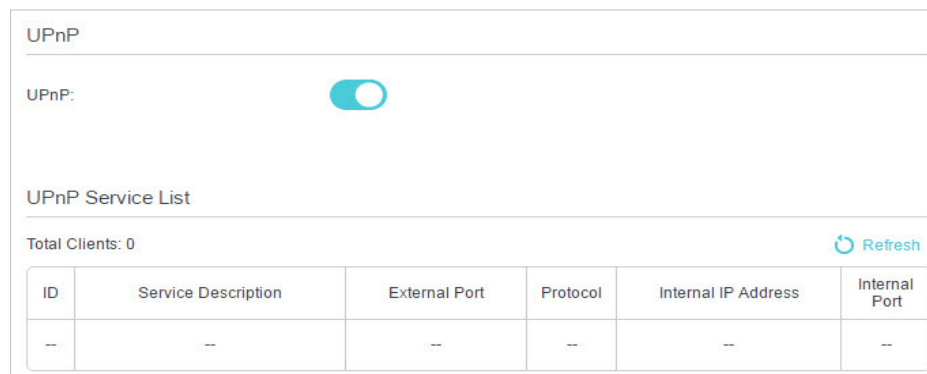 UPnP
UPnP:
UPnP Service List
Total Clients: 0
Refresh
ID Service Description External Port Protocol Internal IP Address Internal Port
-- -- -- -- -- --